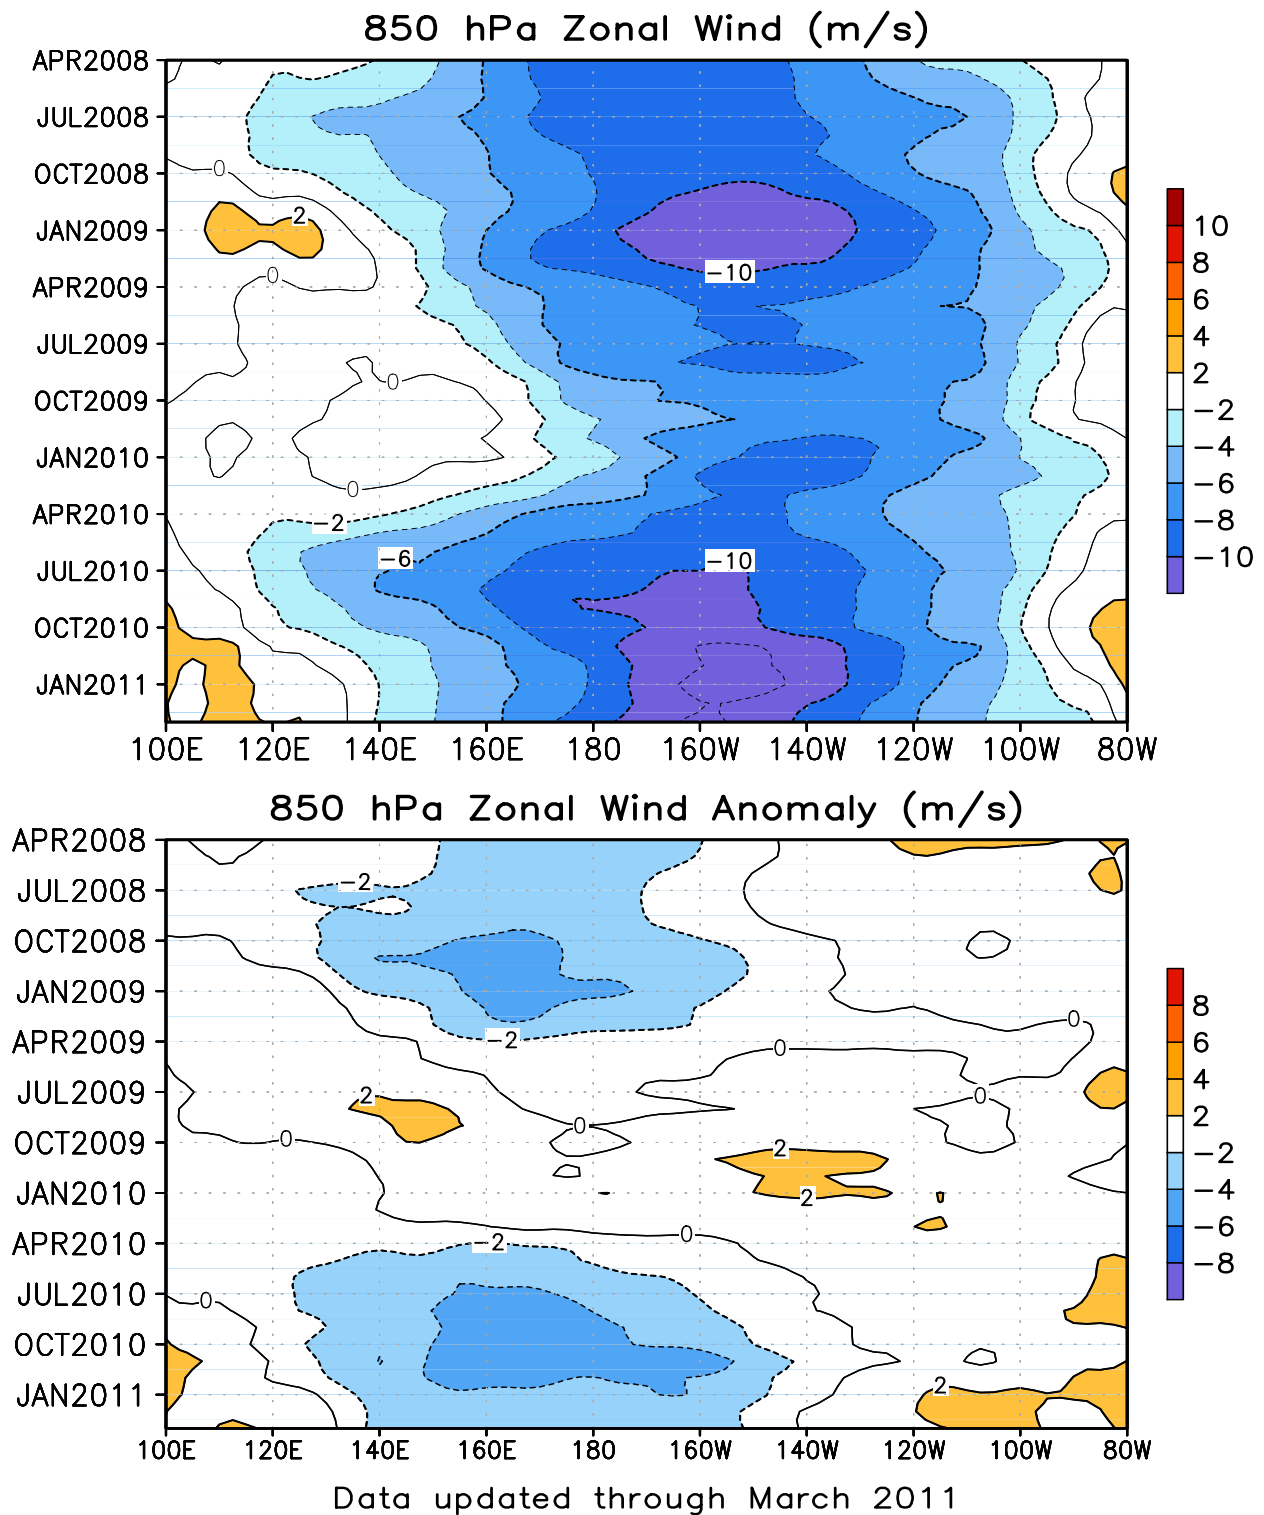 850 hPa Zonal Wind (m/s)
APR2008
JUL2008
OCT2008
JAN2009
APR2009
JUL2009
OCT2009
JAN2010
APR2010
JUL2010
OCT2010
JAN2011
0
2
0
-10
0
0
-2
-6
-10
100E 120E 140E 160E 180 160W 140W 120W 100W 80W
10
8
6
4
2
-2
-4
-6
-8
-10
850 hPa Zonal Wind Anomaly (m/s)
APR2008
JUL2008
OCT2008
JAN2009
APR2009
JUL2009
OCT2009
JAN2010
APR2010
JUL2010
OCT2010
JAN2011
-2
0
-2
0
2
0
0
0
2
2
0
-2
0
2
100E 120E 140E 160E 180 160W 140W 120W 100W 80W
8
6
4
2
-2
-4
-6
-8
Data updated through March 2011